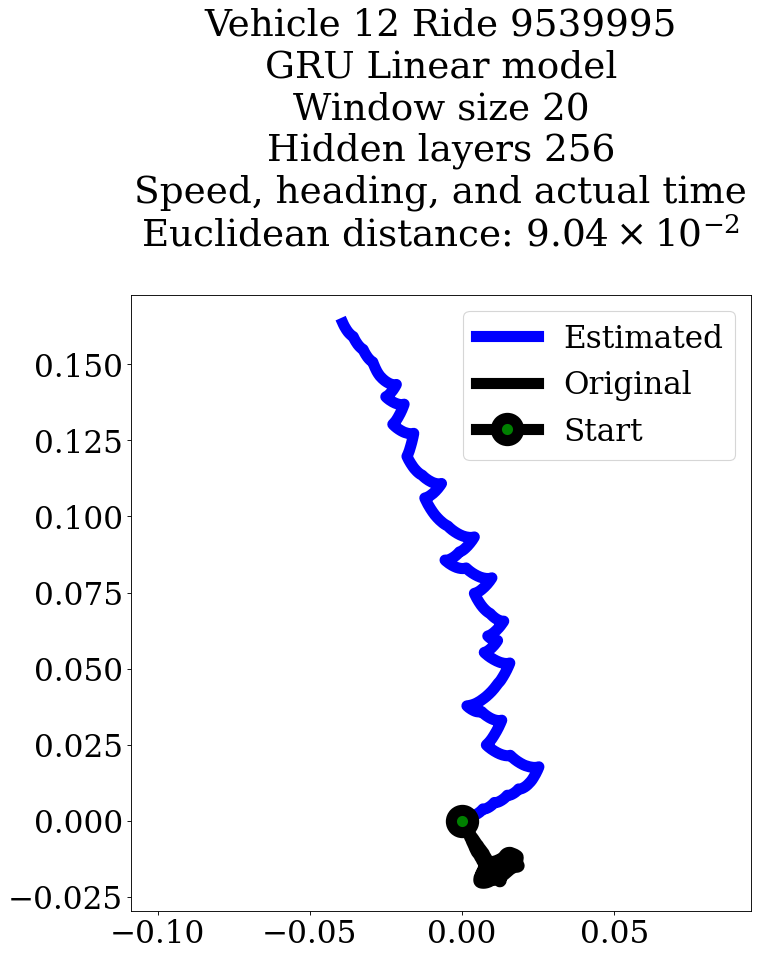 Vehicle 12 Ride 9539995
GRU Linear model
Window size 20
Hidden layers 256
Speed, heading, and actual time
Euclidean distance: 9.04 × 10⁻²
Estimated
Original
Start
0.150
0.125
0.100
0.075
0.050
0.025
0.000
−0.025
−0.10 −0.05 0.00 0.05